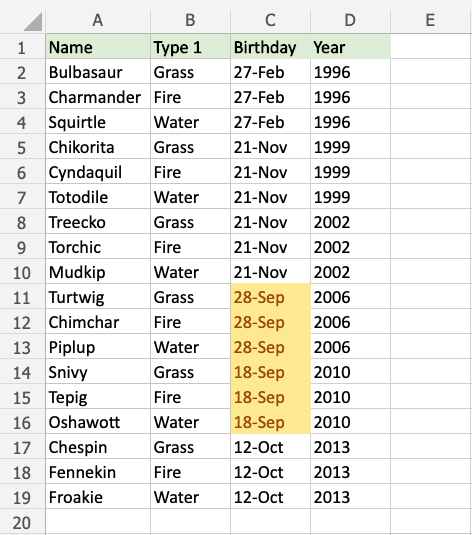 A B C D E
1 Name Type 1 Birthday Year
2 Bulbasaur Grass 27-Feb 1996
3 Charmander Fire 27-Feb 1996
4 Squirtle Water 27-Feb 1996
5 Chikorita Grass 21-Nov 1999
6 Cyndaquil Fire 21-Nov 1999
7 Totodile Water 21-Nov 1999
8 Treecko Grass 21-Nov 2002
9 Torchic Fire 21-Nov 2002
10 Mudkip Water 21-Nov 2002
11 Turtwig Grass 28-Sep 2006
12 Chimchar Fire 28-Sep 2006
13 Piplup Water 28-Sep 2006
14 Snivy Grass 18-Sep 2010
15 Tepig Fire 18-Sep 2010
16 Oshawott Water 18-Sep 2010
17 Chespin Grass 12-Oct 2013
18 Fennekin Fire 12-Oct 2013
19 Froakie Water 12-Oct 2013
20